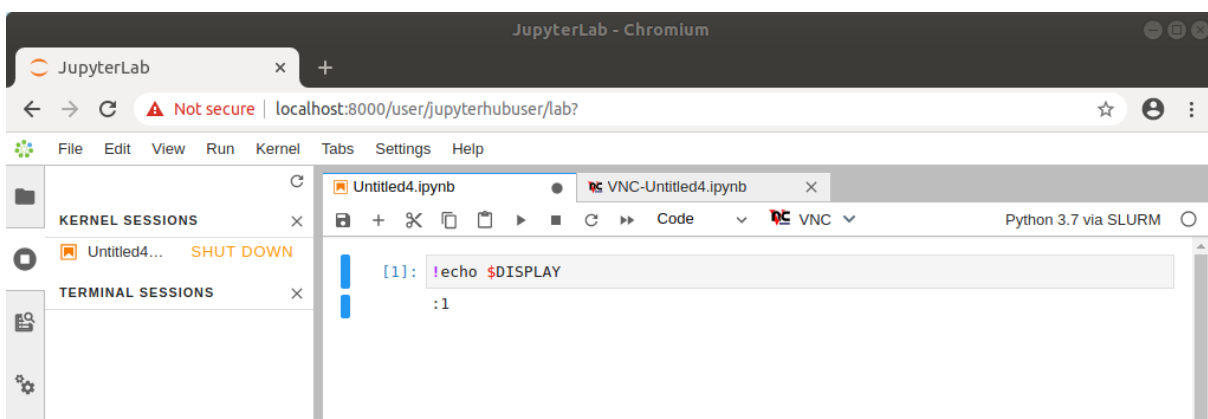 JupyterLab - Chromium
JupyterLab
Not secure | localhost:8000/user/jupyterhubuser/lab?
File Edit View Run Kernel Tabs Settings Help
Untitled4.ipynb VNC-Untitled4.ipynb
KERNEL SESSIONS Code VNC Python 3.7 via SLURM
Untitled4... SHUT DOWN
[1]: !echo $DISPLAY
TERMINAL SESSIONS
:1